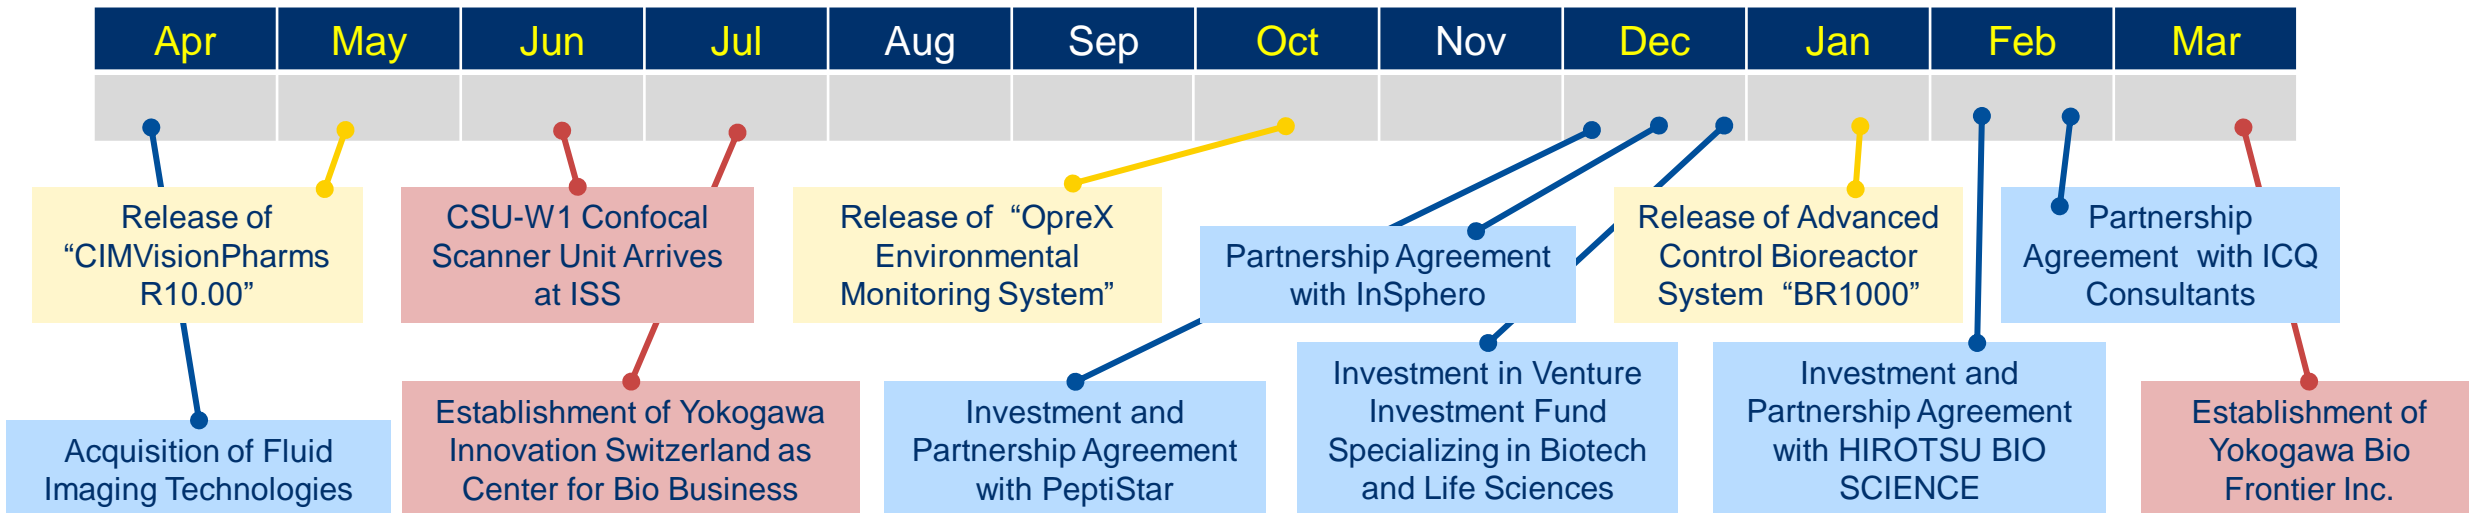 Apr May Jun Jul Aug Sep Oct Nov Dec Jan Feb Mar
Release of
“CIMVisionPharms
R10.00”
CSU-W1 Confocal
Scanner Unit Arrives
at ISS
Release of “OpreX
Environmental
Monitoring System”
Partnership Agreement
with InSphero
Release of Advanced
Control Bioreactor
System “BR1000”
Partnership
Agreement with ICQ
Consultants
Acquisition of Fluid
Imaging Technologies
Establishment of Yokogawa
Innovation Switzerland as
Center for Bio Business
Investment and
Partnership Agreement
with PeptiStar
Investment in Venture
Investment Fund
Specializing in Biotech
and Life Sciences
Investment and
Partnership Agreement
with HIROTSU BIO
SCIENCE
Establishment of
Yokogawa Bio
Frontier Inc.